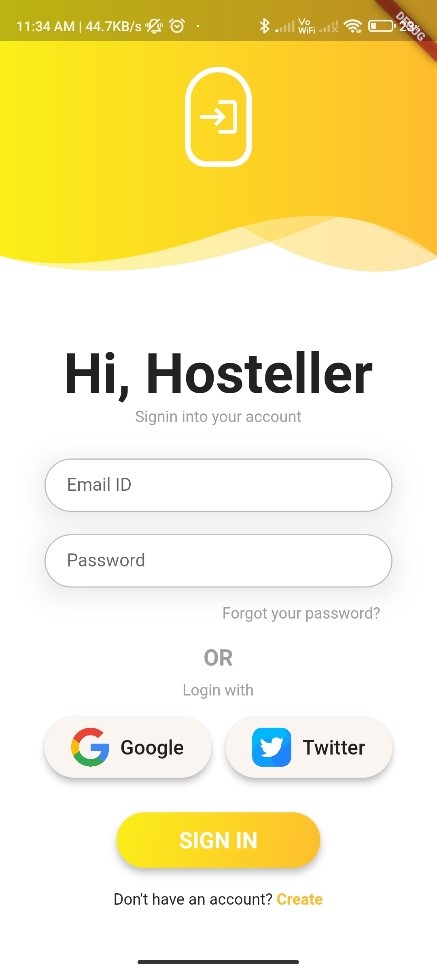 11:34 AM | 44.7KB/s
Vo
WiFi
DEBUG
Hi, Hosteller
Signin into your account
Email ID
Password
Forgot your password?
OR
Login with
Google
Twitter
SIGN IN
Don't have an account? Create